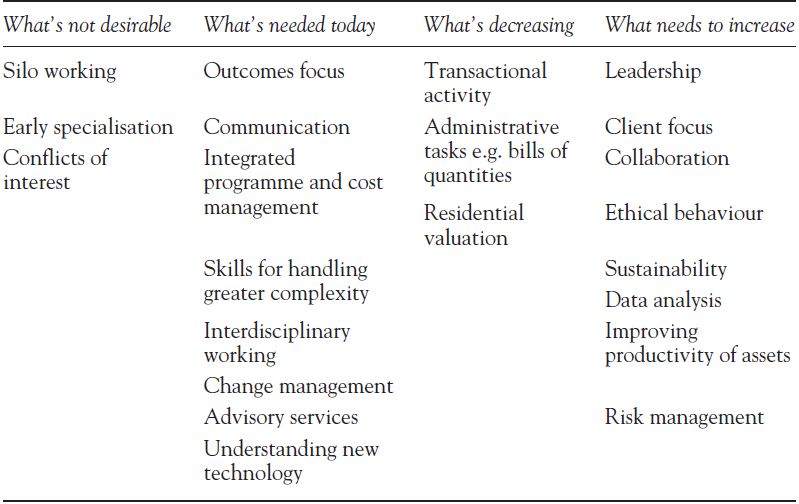 What's not desirable What's needed today What's decreasing What needs to increase
Silo working Outcomes focus Transactional activity Leadership
Early specialisation Communication Administrative tasks e.g. bills of quantities Client focus
Conflicts of interest Integrated programme and cost management Collaboration
Residential valuation Ethical behaviour
Skills for handling greater complexity Sustainability
Data analysis
Interdisciplinary working Improving productivity of assets
Change management
Advisory services Risk management
Understanding new technology